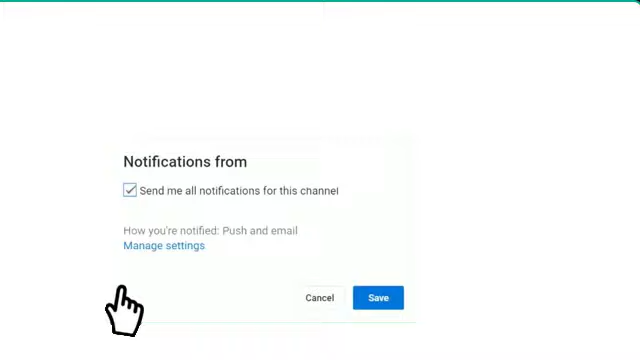 Notifications from
Send me all notifications for this channel
How you're notified: Push and email
Manage settings
Cancel
Save